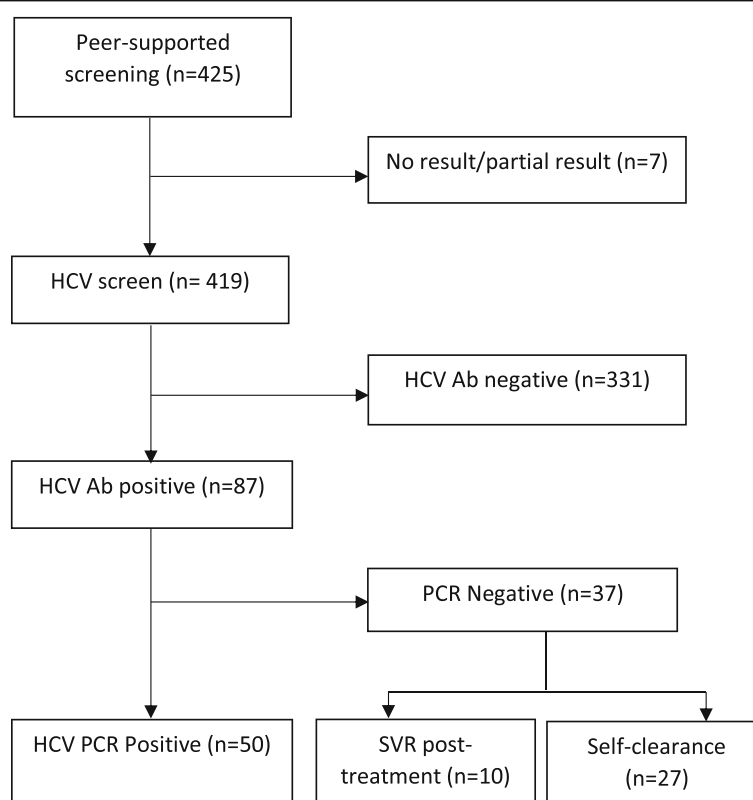 Peer-supported
screening (n=425)
No result/partial result (n=7)
HCV screen (n= 419)
HCV Ab negative (n=331)
HCV Ab positive (n=87)
PCR Negative (n=37)
HCV PCR Positive (n=50)
SVR post-
treatment (n=10)
Self-clearance
(n=27)